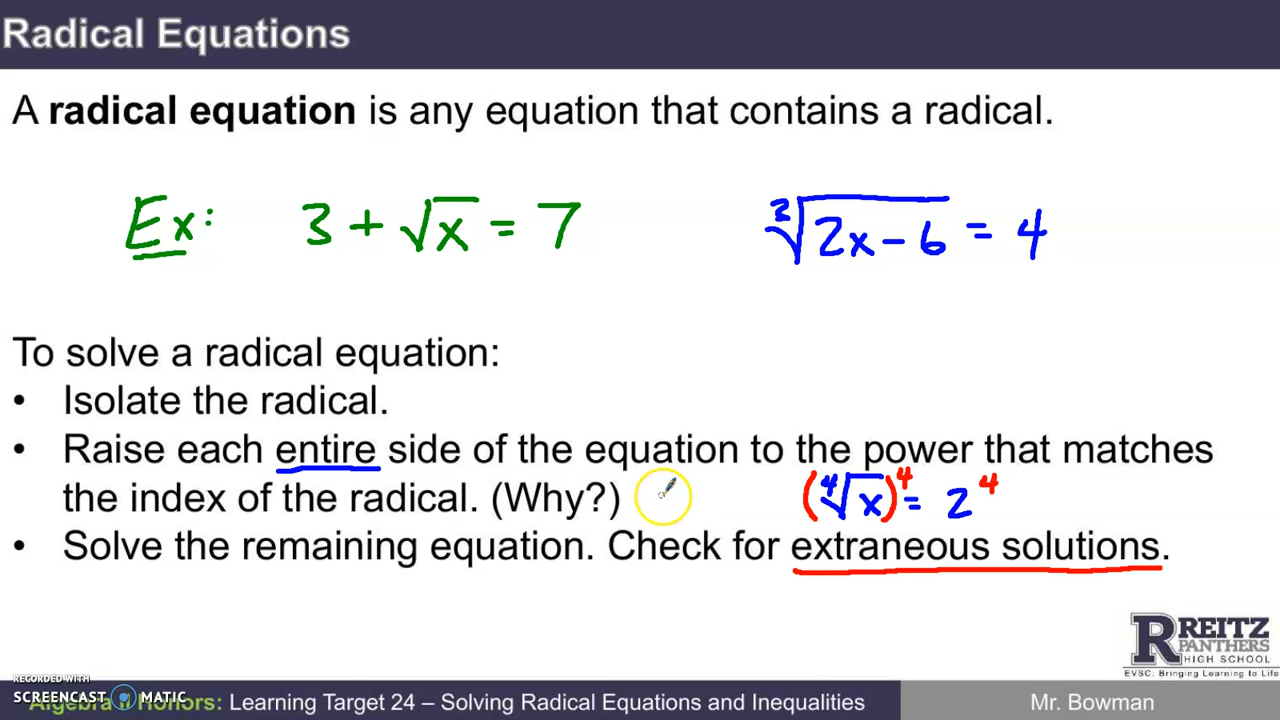 Radical Equations
A radical equation is any equation that contains a radical.
Ex: 3 + √x = 7 ∛(2x − 6) = 4
To solve a radical equation:
• Isolate the radical.
• Raise each entire side of the equation to the power that matches
the index of the radical. (Why?) (∜x)⁴ = 2⁴
• Solve the remaining equation. Check for extraneous solutions.
REITZ
PANTHERS
HIGH SCHOOL
EVSC: Bringing Learning to Life
RECORDED WITH
SCREENCAST MATIC
Algebra II Honors: Learning Target 24 – Solving Radical Equations and Inequalities Mr. Bowman